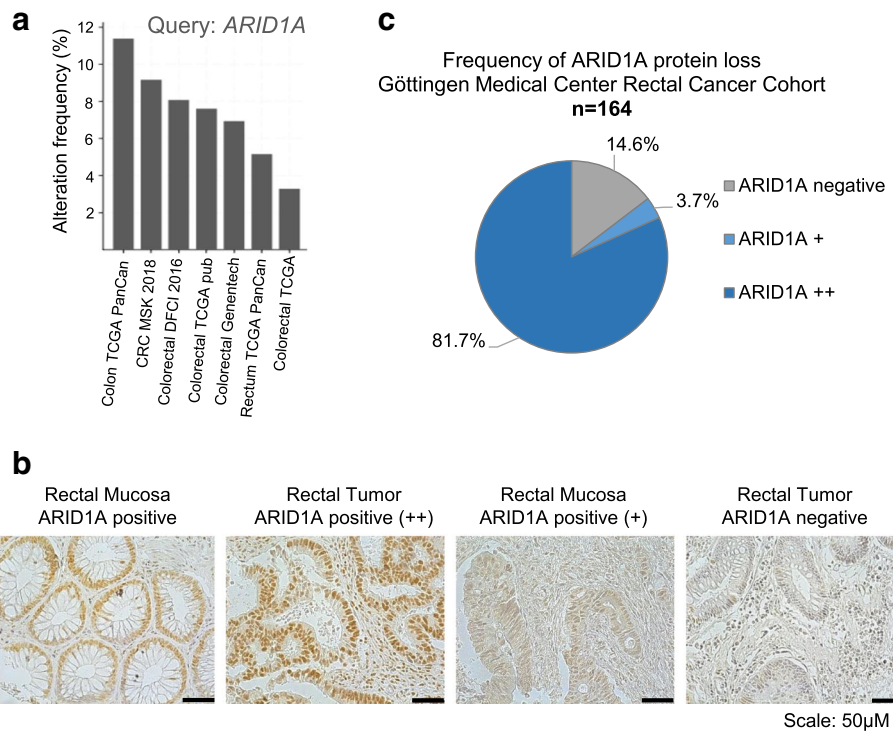 a
Query: ARID1A
Alteration frequency (%)
12
10
8
6
4
2
Colon TCGA PanCan
CRC MSK 2018
Colorectal DFCI 2016
Colorectal TCGA pub
Colorectal Genentech
Rectum TCGA PanCan
Colorectal TCGA
c
Frequency of ARID1A protein loss
Göttingen Medical Center Rectal Cancer Cohort
n=164
14.6%
3.7%
81.7%
ARID1A negative
ARID1A +
ARID1A ++
b
Rectal Mucosa
ARID1A positive
Rectal Tumor
ARID1A positive (++)
Rectal Mucosa
ARID1A positive (+)
Rectal Tumor
ARID1A negative
Scale: 50µM